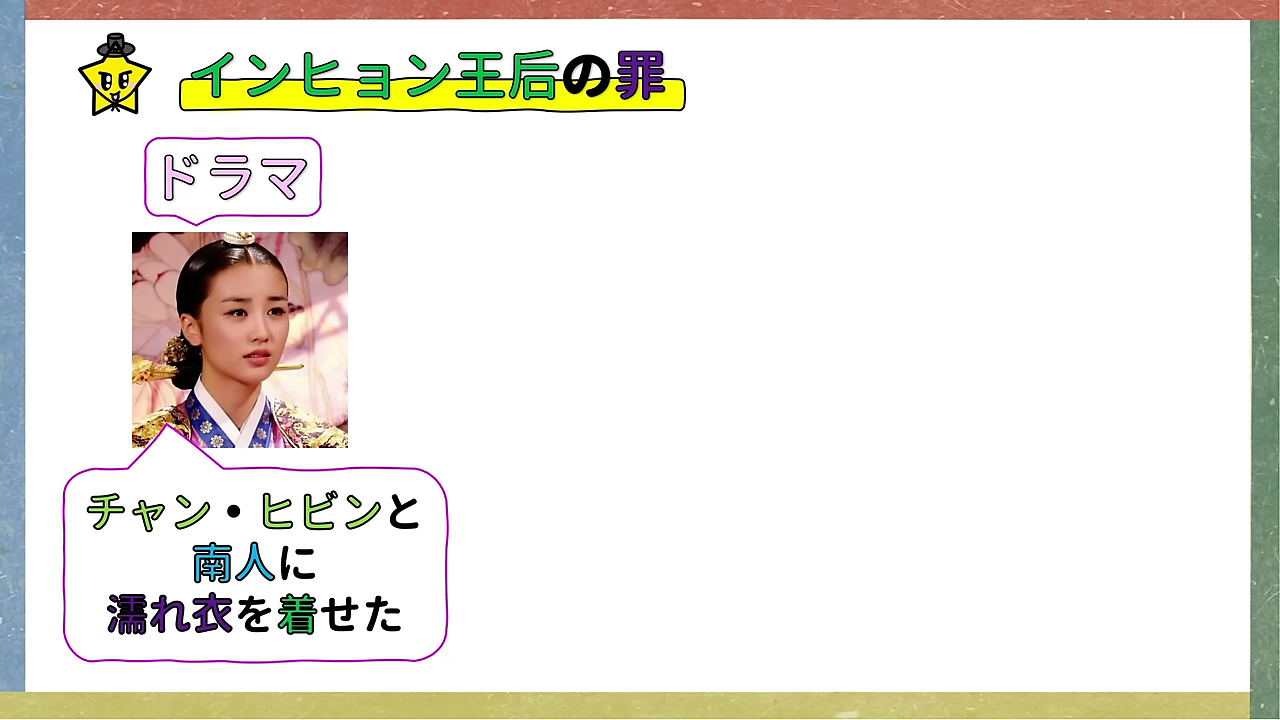 インヒョン王后の罪
ドラマ
チャン・ヒビンと
南人に
濡れ衣を着せた